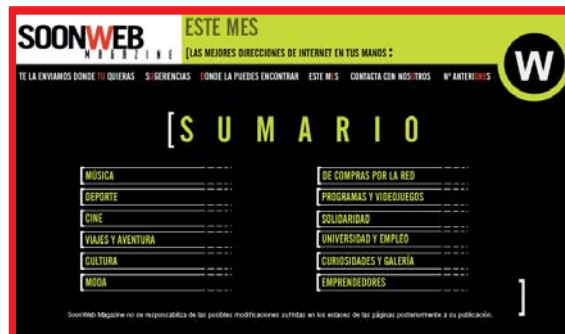 SOONWEB
MAGAZINE
ESTE MES
[LAS MEJORES DIRECCIONES DE INTERNET EN TUS MANOS:
W
TE LA ENVIAMOS DONDE TU QUIERAS SUGERENCIAS DONDE LA PUEDES ENCONTRAR ESTE MES CONTACTA CON NOSOTROS Nº ANTERIORES
[SUMARIO
[MÚSICA
[DEPORTE
[CINE
[VIAJES Y AVENTURA
[CULTURA
[MODA
[DE COMPRAS POR LA RED
[PROGRAMAS Y VIDEOJUEGOS
[SOLIDARIDAD
[UNIVERSIDAD Y EMPLEO
[CURIOSIDADES Y GALERÍA
[EMPRENDEDORES
]
SoonWeb Magazine no se responsabiliza de las posibles modificaciones sufridas en los enlaces de las páginas posteriormente a su publicación.